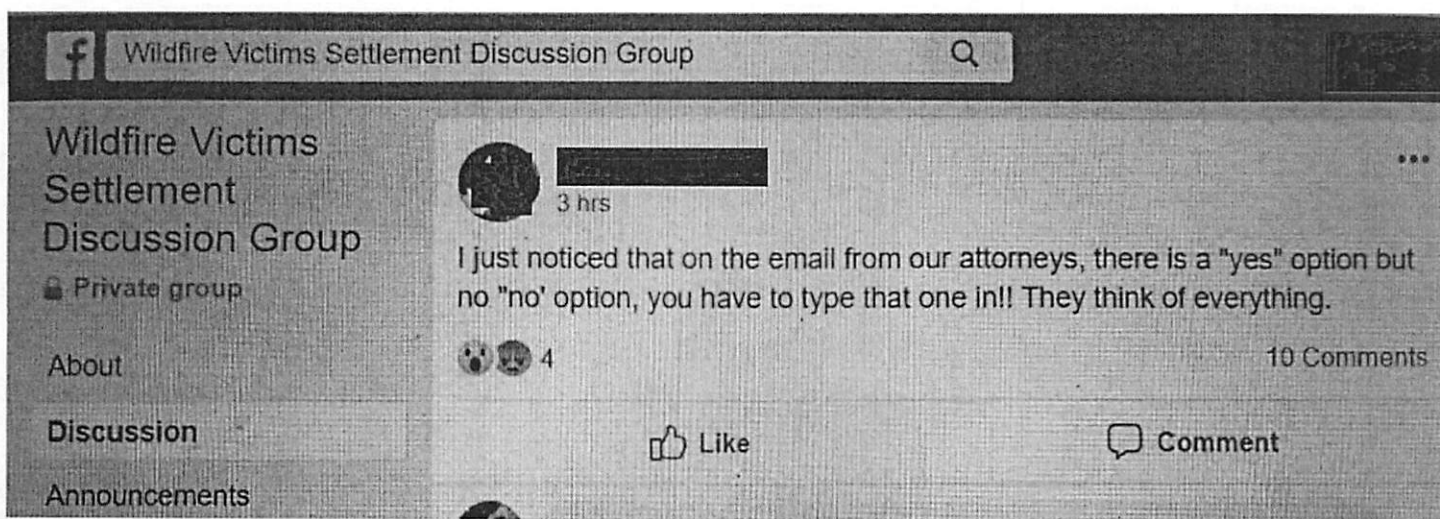 f
Wildfire Victims Settlement Discussion Group
Wildfire Victims
Settlement
Discussion Group
Private group
About
Discussion
Announcements
3 hrs
I just noticed that on the email from our attorneys, there is a "yes" option but
no "no' option, you have to type that one in!! They think of everything.
4
10 Comments
Like
Comment